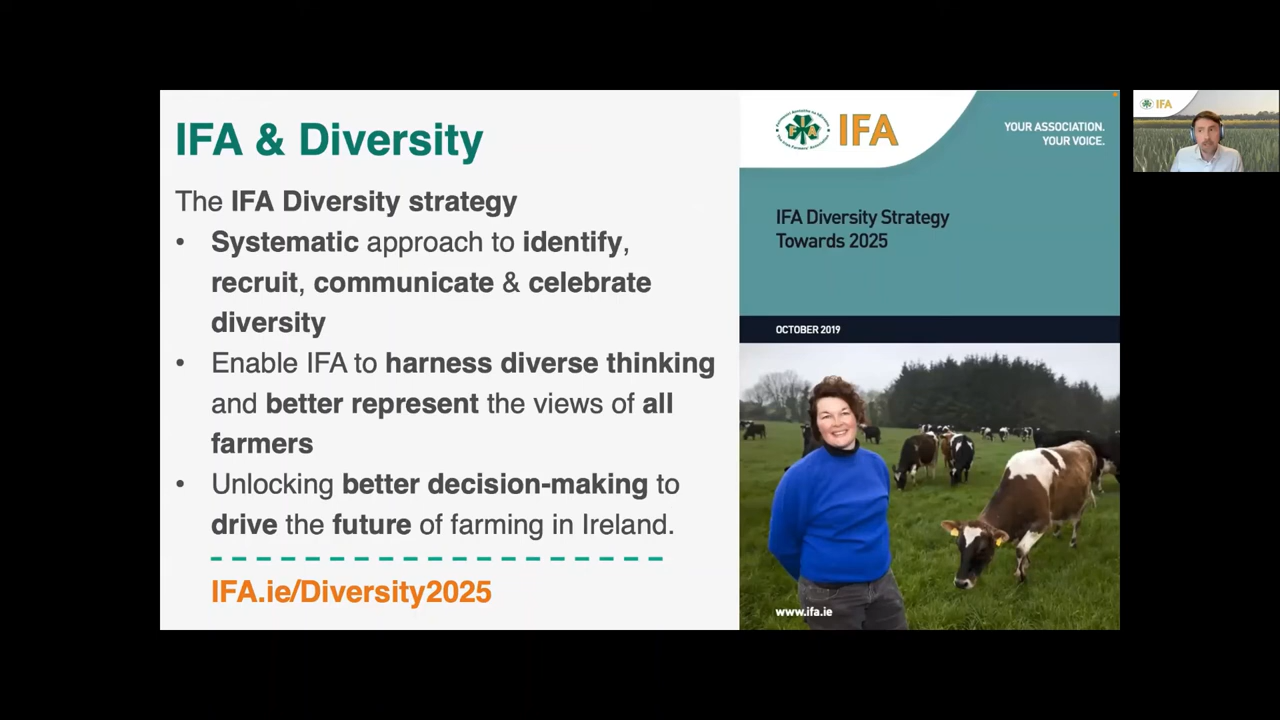 IFA & Diversity
The IFA Diversity strategy
• Systematic approach to identify,
recruit, communicate & celebrate
diversity
• Enable IFA to harness diverse thinking
and better represent the views of all
farmers
• Unlocking better decision-making to
drive the future of farming in Ireland.
IFA.ie/Diversity2025
IFA
IFA
YOUR ASSOCIATION.
YOUR VOICE.
IFA Diversity Strategy
Towards 2025
OCTOBER 2019
www.ifa.ie
IFA